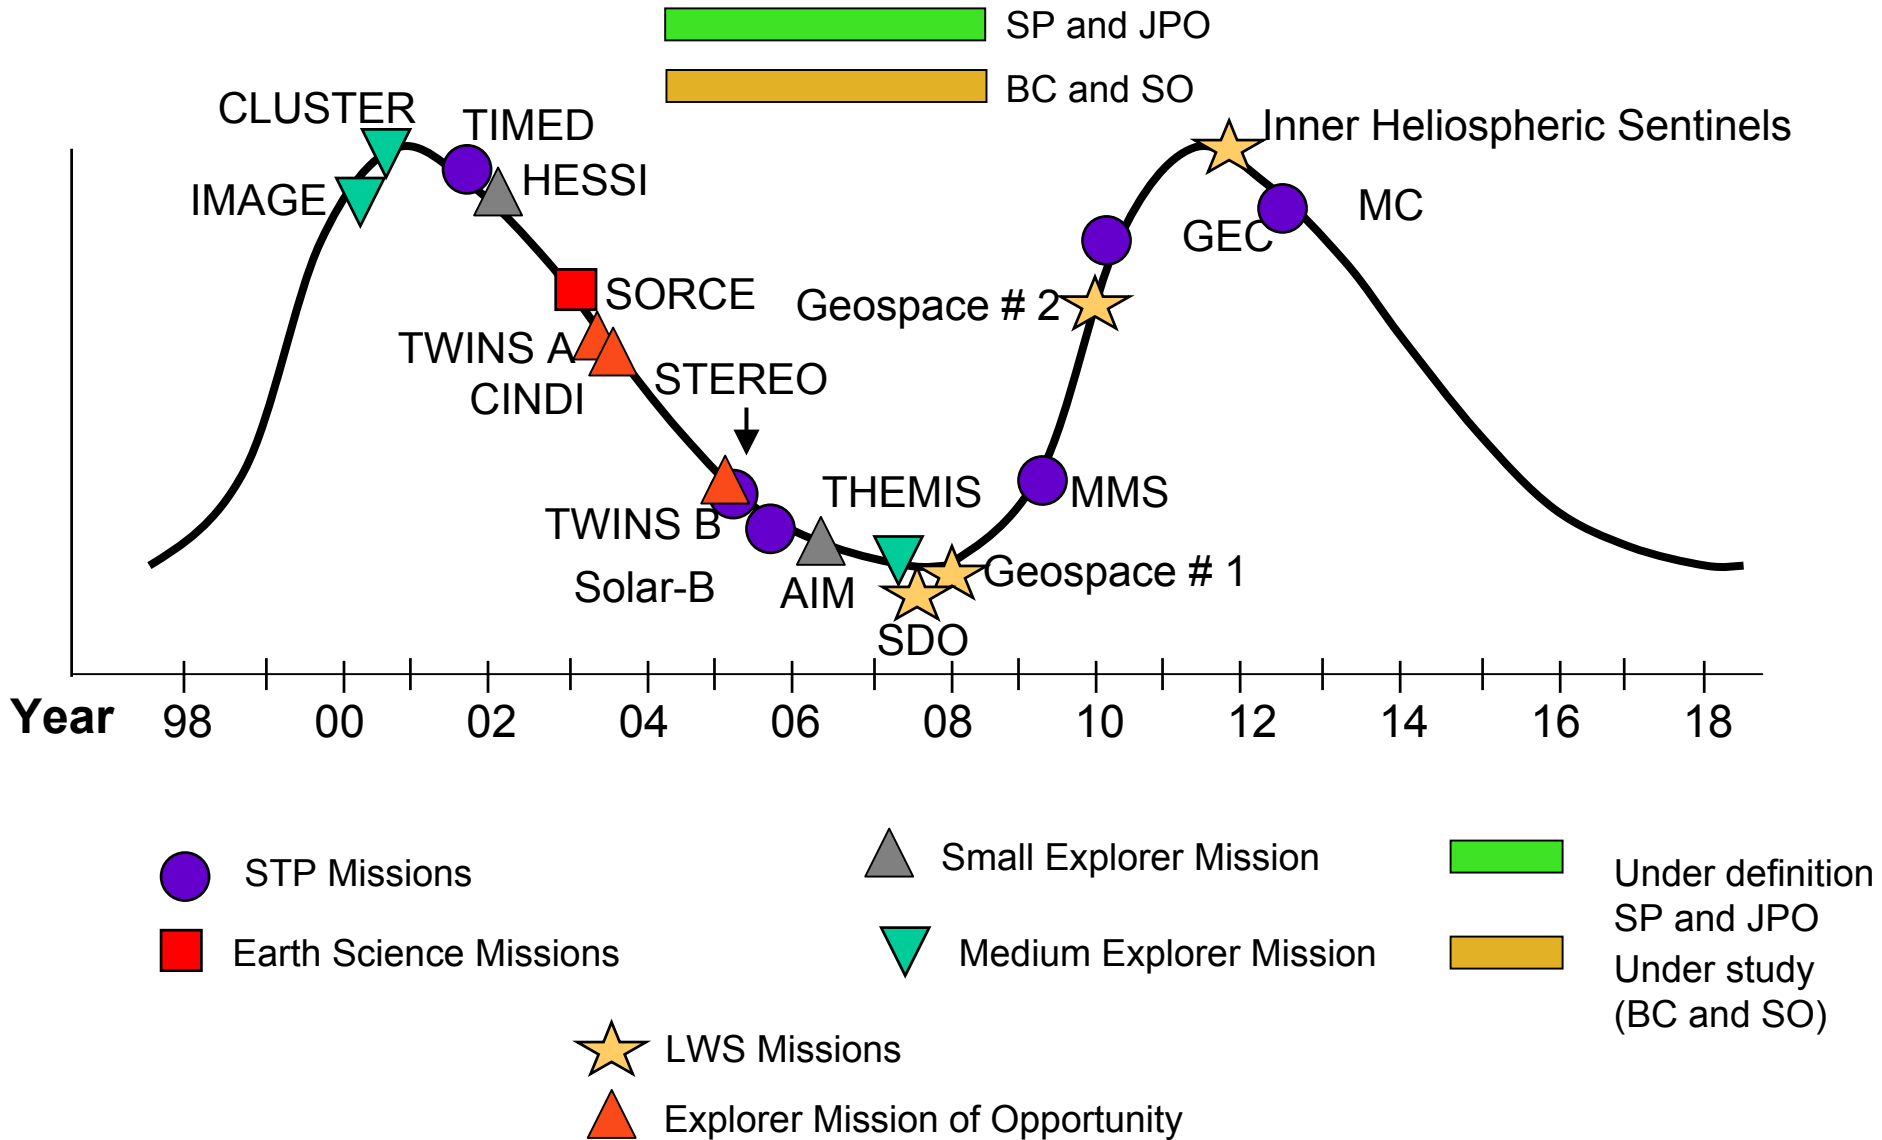 SP and JPO
BC and SO
CLUSTER
TIMED
Inner Heliospheric Sentinels
HESSI
IMAGE
MC
GEC
SORCE
Geospace # 2
TWINS A
STEREO
CINDI
THEMIS
MMS
TWINS B
Geospace # 1
Solar-B
AIM
SDO
Year 98 00 02 04 06 08 10 12 14 16 18
STP Missions
Small Explorer Mission
Under definition
SP and JPO
Earth Science Missions
Medium Explorer Mission
Under study
(BC and SO)
LWS Missions
Explorer Mission of Opportunity